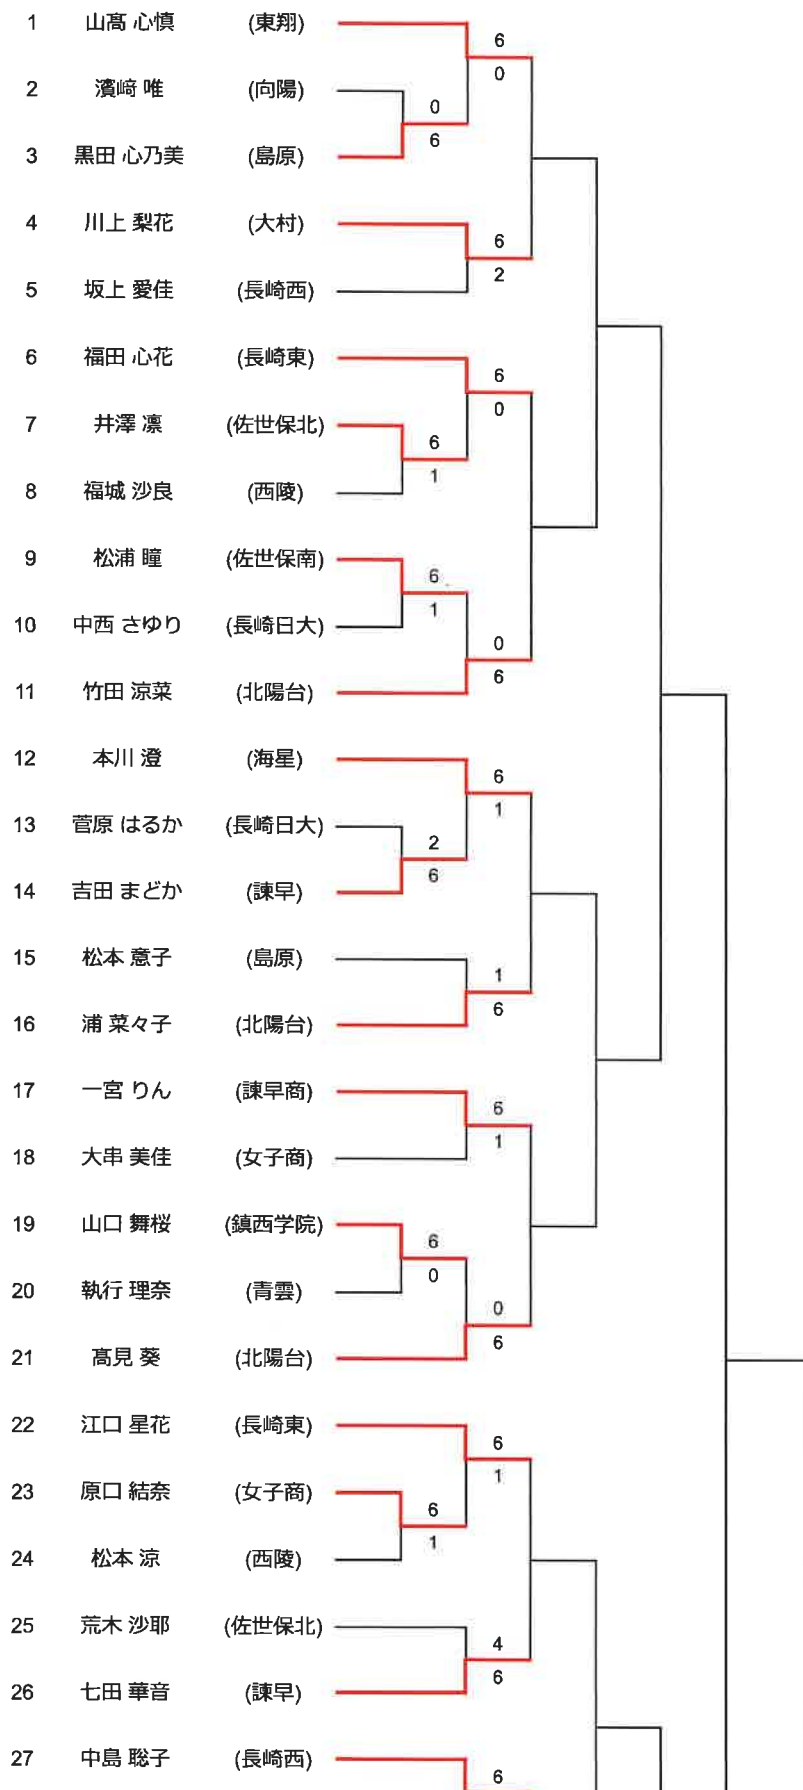 1 山髙 心慎 (東翔)
6
2 濱﨑 唯 (向陽)
0
0
3 黒田 心乃美 (島原)
6
4 川上 梨花 (大村)
6
5 坂上 愛佳 (長崎西)
2
6 福田 心花 (長崎東)
6
7 井澤 凛 (佐世保北)
0
6
8 福城 沙良 (西陵)
1
9 松浦 瞳 (佐世保南)
6
10 中西 さゆり (長崎日大)
1
0
11 竹田 涼菜 (北陽台)
6
12 本川 澄 (海星)
6
13 菅原 はるか (長崎日大)
1
2
14 吉田 まどか (諫早)
6
15 松本 意子 (島原)
1
16 浦 菜々子 (北陽台)
6
17 一宮 りん (諫早商)
6
18 大串 美佳 (女子商)
1
19 山口 舞桜 (鎮西学院)
6
20 執行 理奈 (青雲)
0
0
21 髙見 葵 (北陽台)
6
22 江口 星花 (長崎東)
6
23 原口 結奈 (女子商)
1
6
24 松本 涼 (西陵)
1
25 荒木 沙耶 (佐世保北)
4
26 七田 華音 (諫早)
6
27 中島 聡子 (長崎西)
6